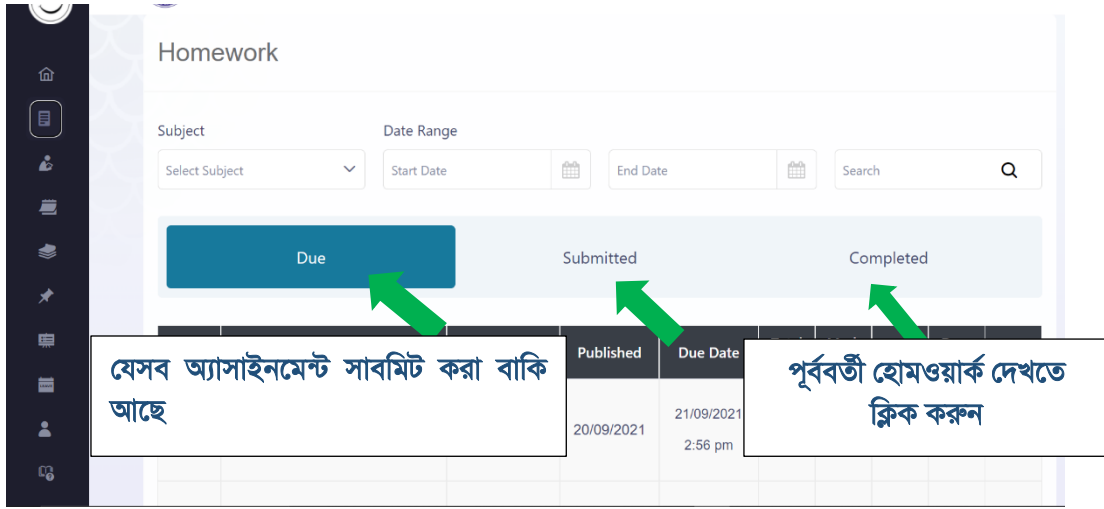 Homework
Subject Date Range
Select Subject Start Date End Date Search
Due Submitted Completed
Published Due Date
যেসব অ্যাসাইনমেন্ট সাবমিট করা বাকি
আছে
পূর্ববর্তী হোমওয়ার্ক দেখতে
ক্লিক করুন
20/09/2021 21/09/2021
2:56 pm